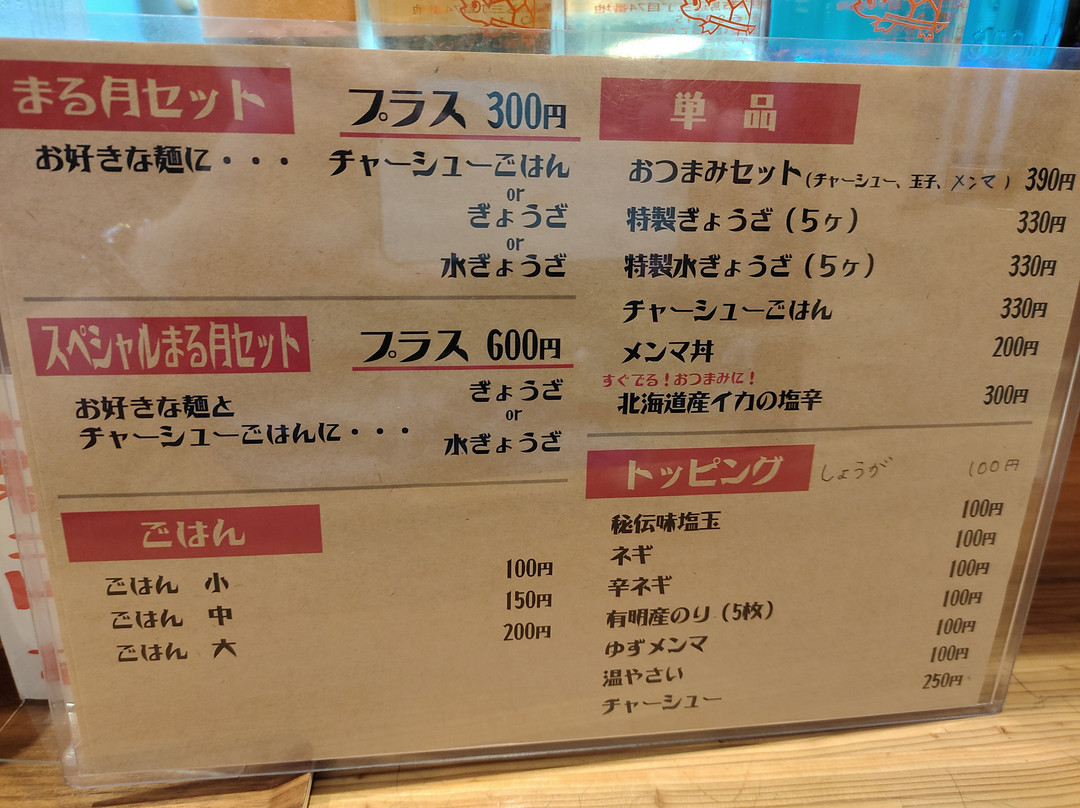 まる月セット プラス 300円
お好きな麺に・・・ チャーシューごはん
or
ぎょうざ
or
水ぎょうざ
スペシャルまる月セット プラス 600円
お好きな麺と
チャーシューごはんに・・・
ぎょうざ
or
水ぎょうざ
ごはん
ごはん 小 100円
ごはん 中 150円
ごはん 大 200円
単品
おつまみセット(チャーシュー、玉子、メンマ) 390円
特製ぎょうざ(5ヶ) 330円
特製水ぎょうざ(5ヶ) 330円
チャーシューごはん 330円
メンマ丼 200円
すぐでる!おつまみに!
北海道産イカの塩辛 300円
トッピング しょうが 100円
秘伝味塩玉 100円
ネギ 100円
辛ネギ 100円
有明産のり(5枚) 100円
ゆずメンマ 100円
温やさい 100円
チャーシュー 250円